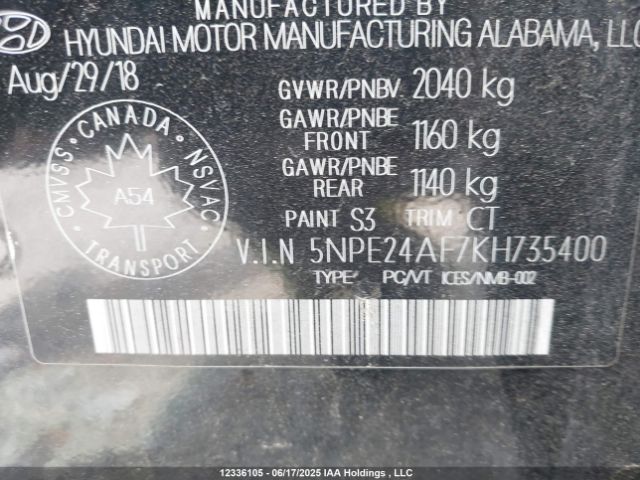 MANUFACTURED BY
HYUNDAI MOTOR MANUFACTURING ALABAMA, LLC
Aug/29/18
GVWR/PNBV 2040 kg
GAWR/PNBE FRONT 1160 kg
GAWR/PNBE REAR 1140 kg
CMVSS CANADA NSVAC
A54
TRANSPORT
PAINT S3 TRIM CT
V.I.N 5NPE24AF7KH735400
TYPE PC/VT ICES/NMB-002
12336105 - 06/17/2025 IAA Holdings , LLC